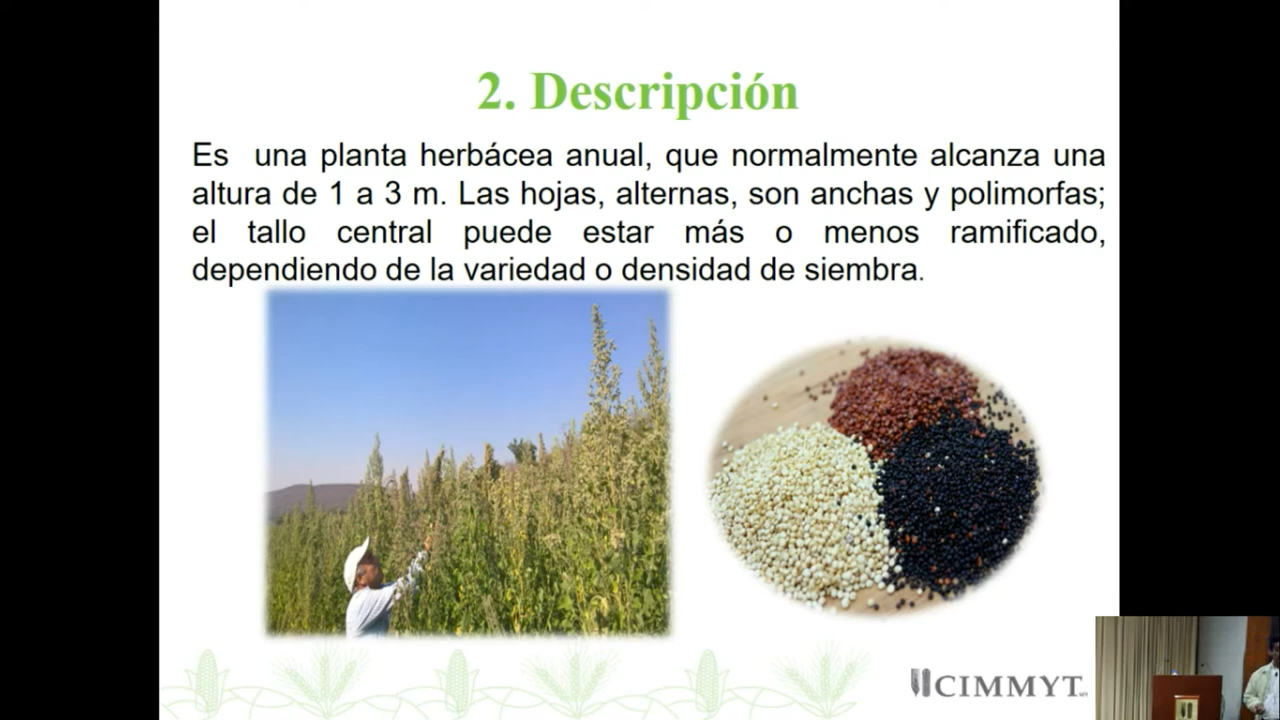 2. Descripción
Es una planta herbácea anual, que normalmente alcanza una
altura de 1 a 3 m. Las hojas, alternas, son anchas y polimorfas;
el tallo central puede estar más o menos ramificado,
dependiendo de la variedad o densidad de siembra.
CIMMYT